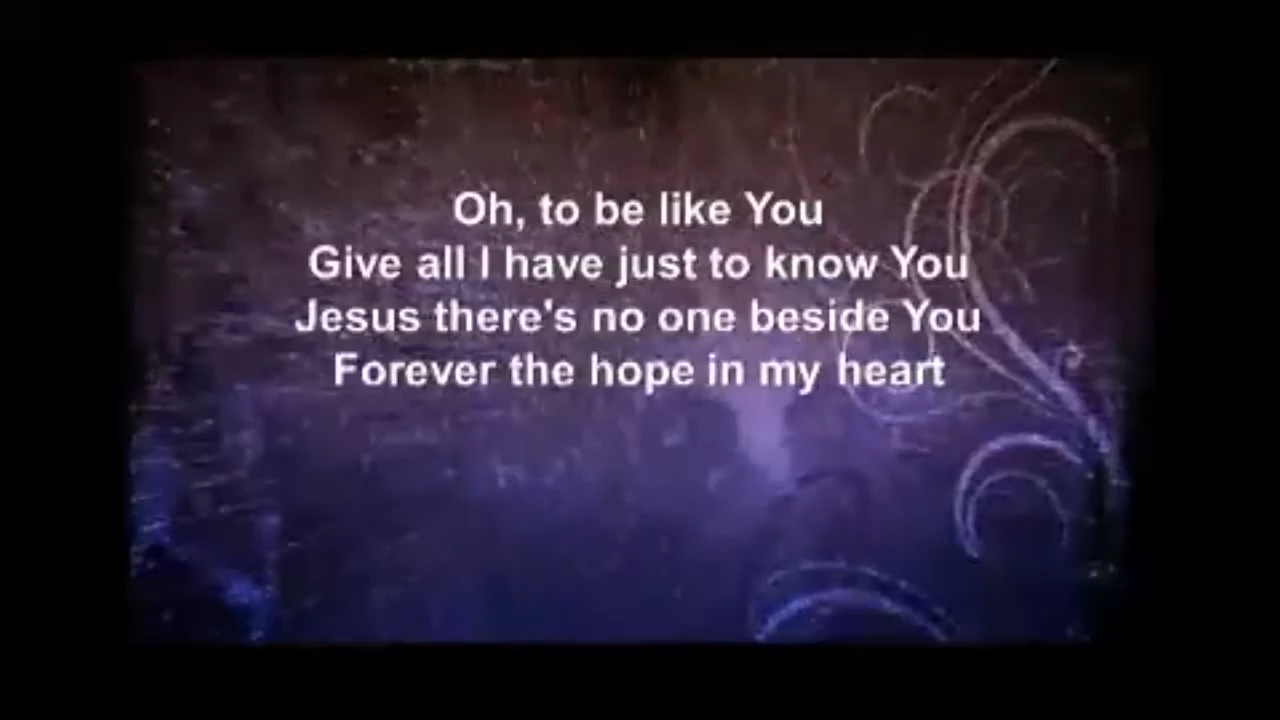 Oh, to be like You
Give all I have just to know You
Jesus there's no one beside You
Forever the hope in my heart